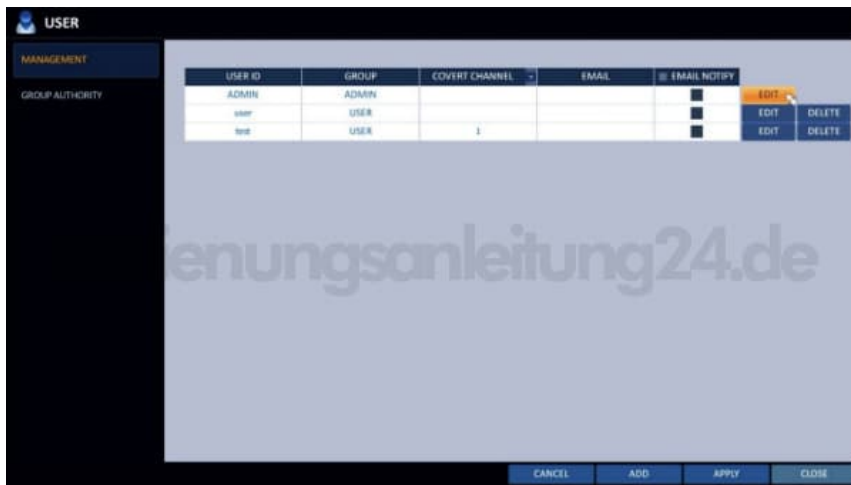 USER
MANAGEMENT
GROUP AUTHORITY
USER ID GROUP COVERT CHANNEL EMAIL EMAIL NOTIFY
ADMIN ADMIN EDIT
user USER EDIT DELETE
test USER 1 EDIT DELETE
ienungsanleitung24.de
CANCEL ADD APPLY CLOSE